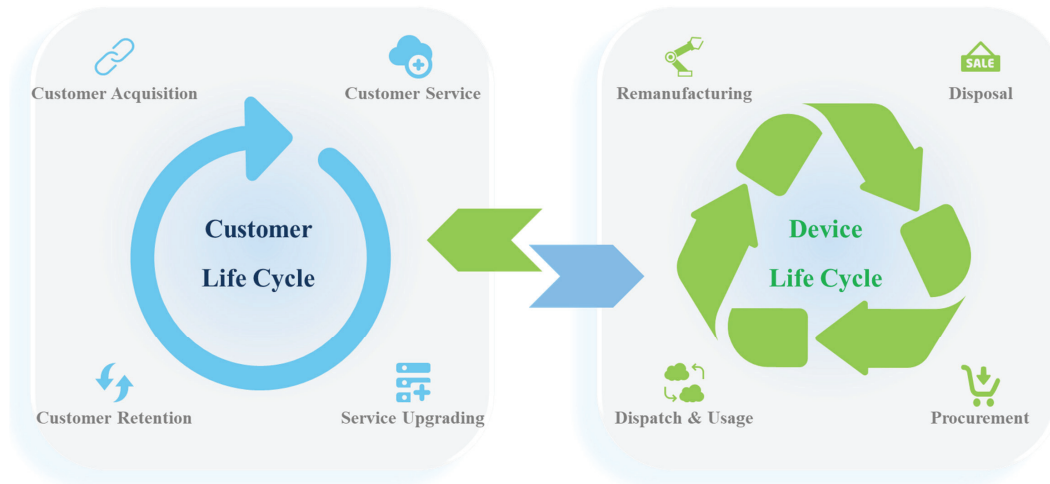 Customer Acquisition
Customer Service
Customer
Life Cycle
Customer Retention
Service Upgrading
Remanufacturing
SALE
Disposal
Device
Life Cycle
Dispatch & Usage
Procurement